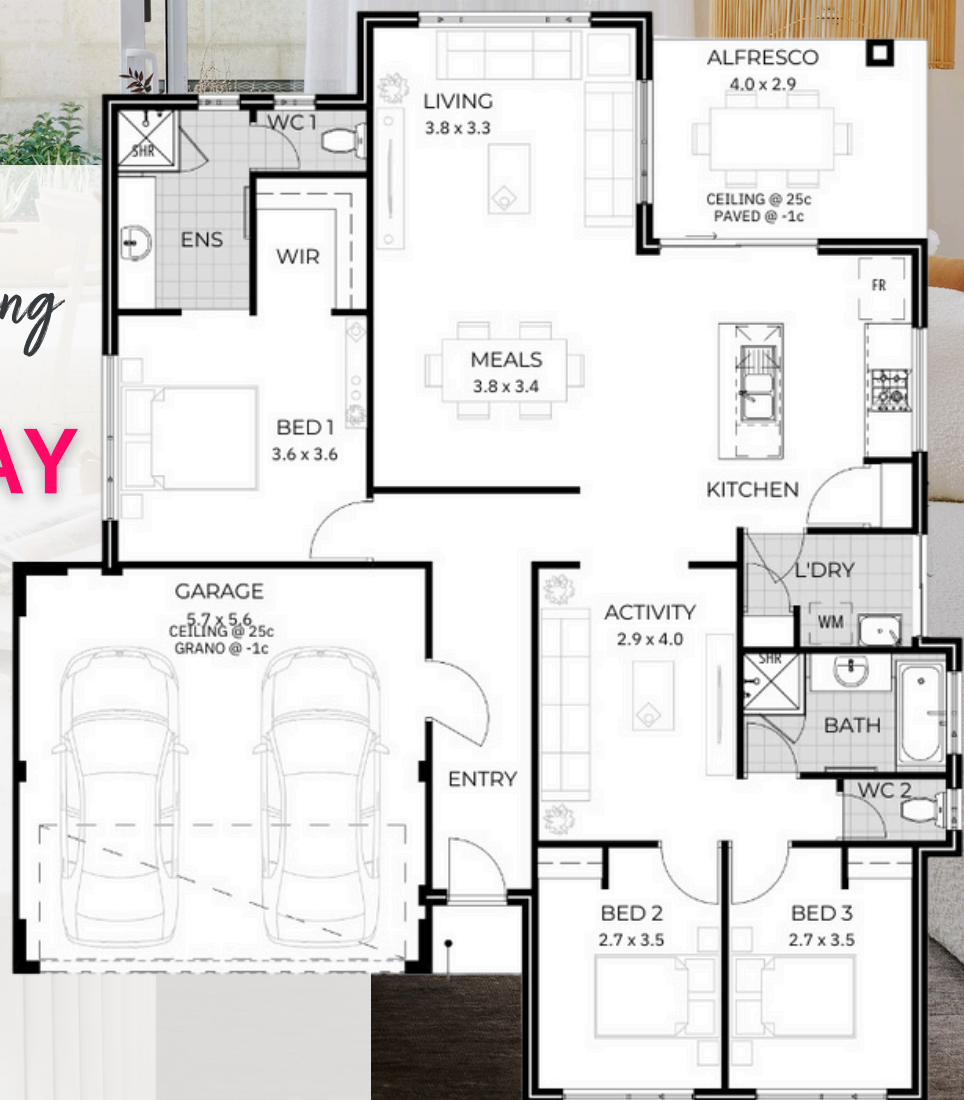 ALFRESCO
4.0 x 2.9
CEILING @ 25c
PAVED @ -1c
LIVING
3.8 x 3.3
WC 1
SHR
ENS
WIR
FR
ng
MEALS
3.8 x 3.4
BED 1
3.6 x 3.6
AY
KITCHEN
L'DRY
WM
GARAGE
5.7 x 5.6
CEILING @ 25c
GRANO @ -1c
ACTIVITY
2.9 x 4.0
SHR
BATH
ENTRY
WC 2
BED 2
2.7 x 3.5
BED 3
2.7 x 3.5